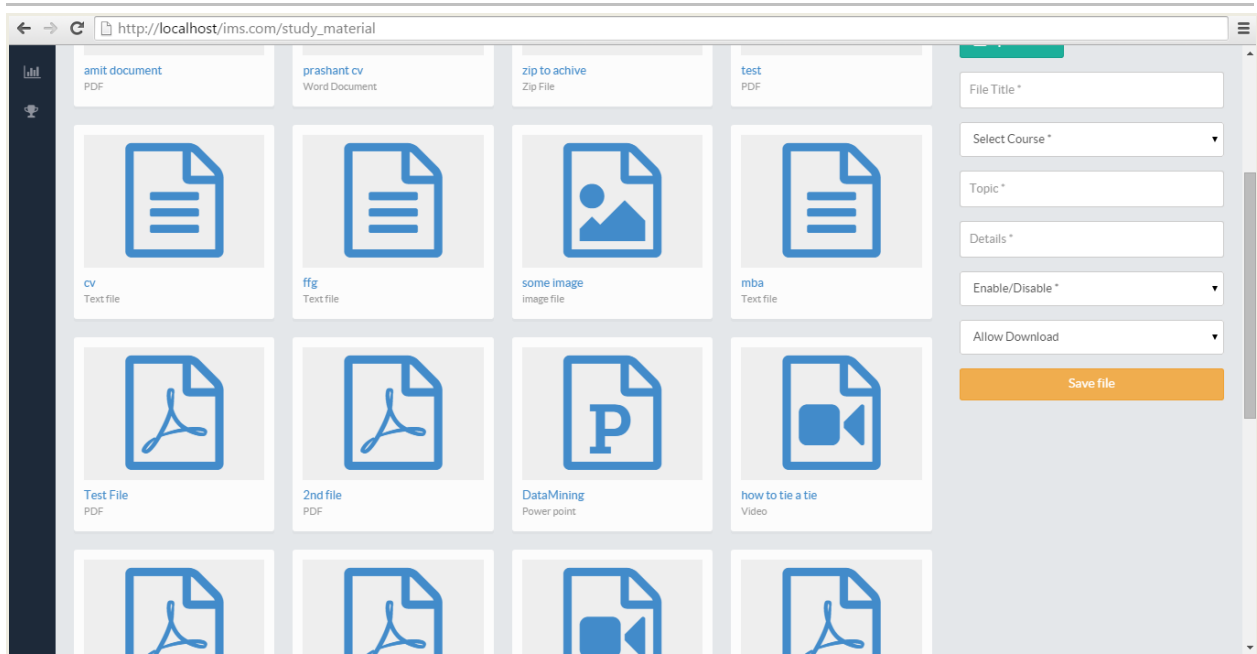 http://localhost/ims.com/study_material
amit document
PDF
prashant cv
Word Document
zip to achive
Zip File
test
PDF
cv
Text file
ffg
Text file
some image
image file
mba
Text file
Test File
PDF
2nd file
PDF
P
DataMining
Power point
how to tie a tie
Video
File Title *
Select Course *
Topic *
Details *
Enable/Disable *
Allow Download
Save file